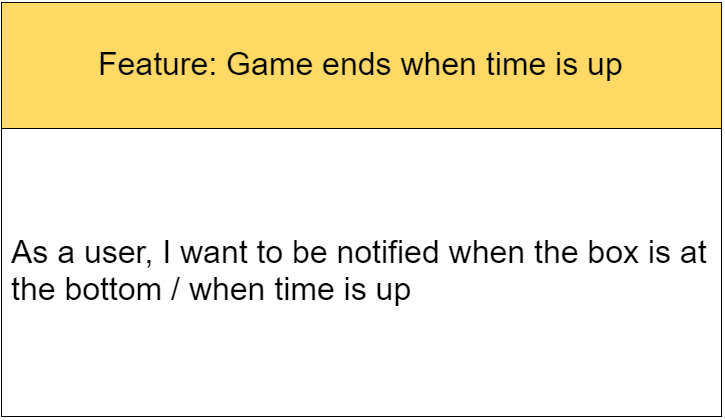 Feature: Game ends when time is up
As a user, I want to be notified when the box is at
the bottom / when time is up